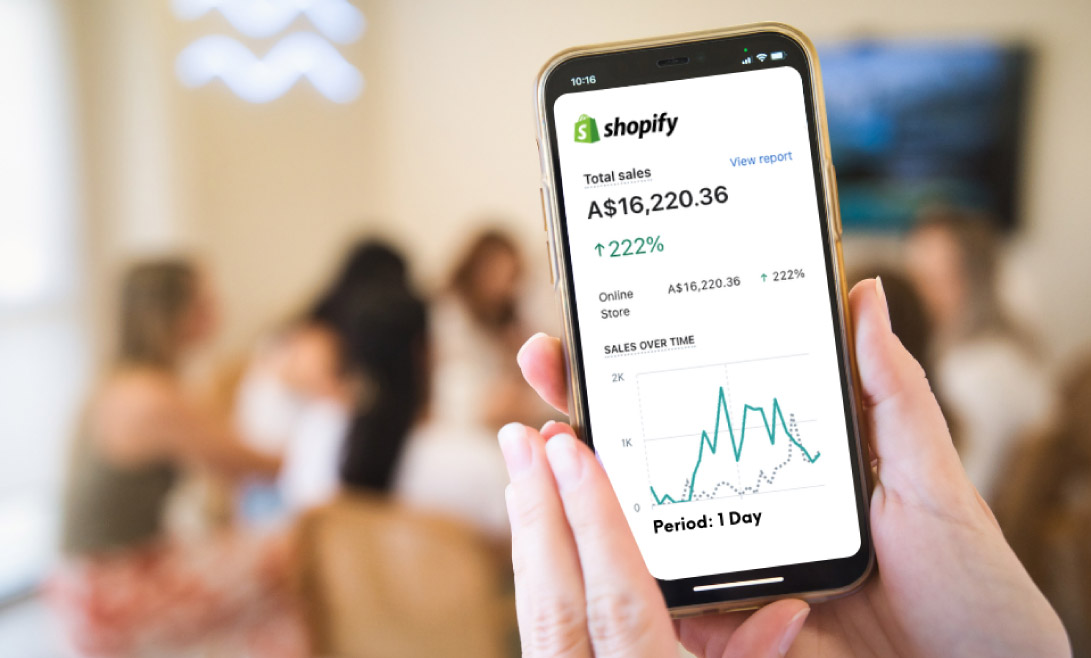 10:16
shopify
Total sales
View report
A$16,220.36
↑222%
Online Store
A$16,220.36
↑ 222%
SALES OVER TIME
2K
1K
0
Period: 1 Day